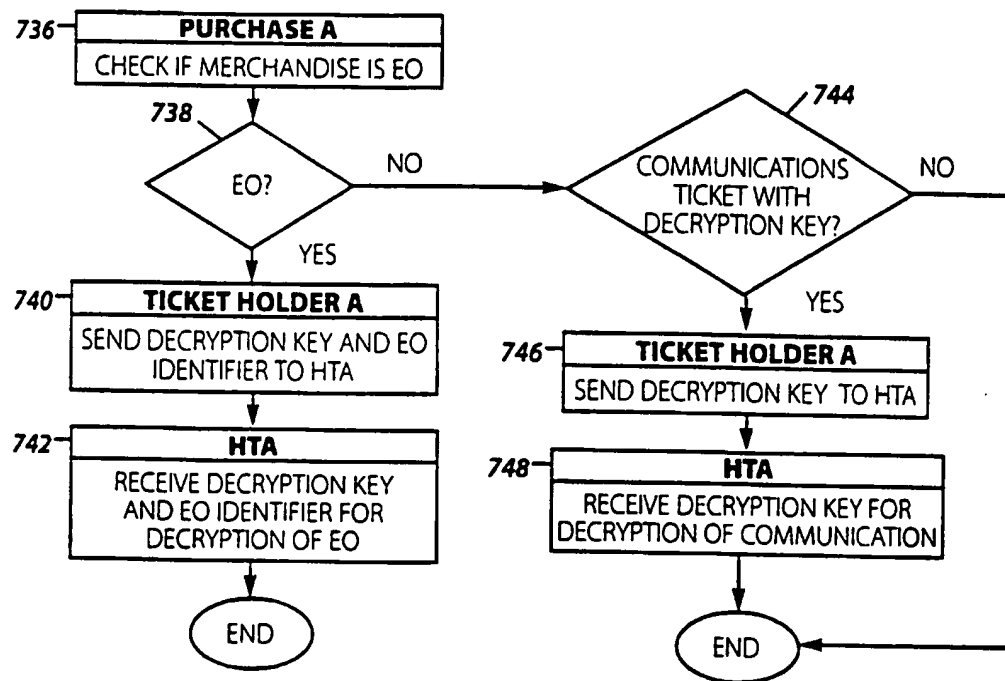 736
PURCHASE A
CHECK IF MERCHANDISE IS EO
738
EO?
NO
YES
740
TICKET HOLDER A
SEND DECRYPTION KEY AND EO
IDENTIFIER TO HTA
742
HTA
RECEIVE DECRYPTION KEY
AND EO IDENTIFIER FOR
DECRYPTION OF EO
END
744
COMMUNICATIONS
TICKET WITH
DECRYPTION KEY?
NO
YES
746
TICKET HOLDER A
SEND DECRYPTION KEY TO HTA
748
HTA
RECEIVE DECRYPTION KEY FOR
DECRYPTION OF COMMUNICATION
END